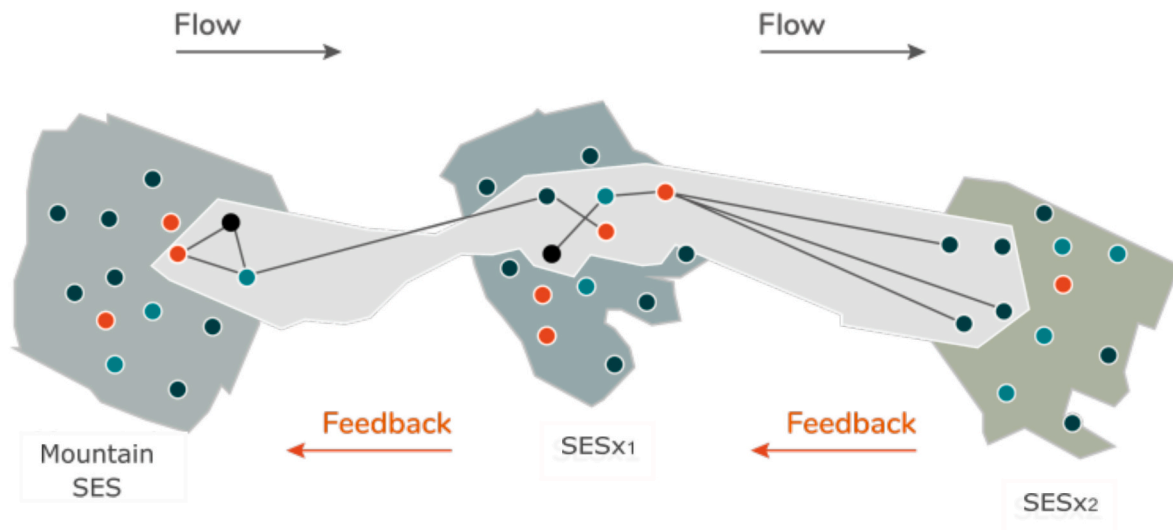 Flow
Flow
Feedback
Feedback
Mountain
SES
SESx1
SESx2